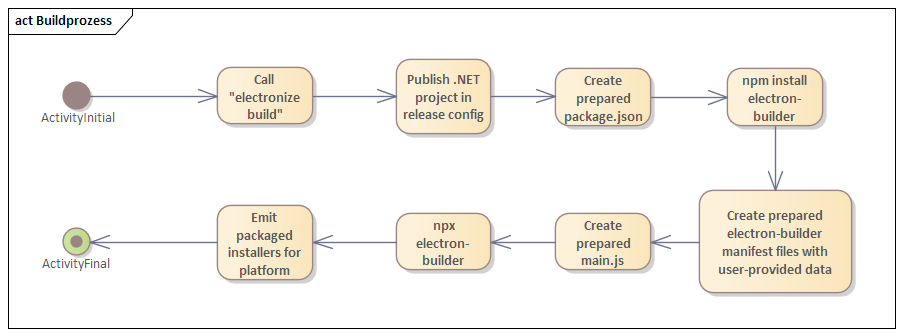 act Buildprozess
ActivityInitial
Call
"electronize
build"
Publish .NET
project in
release config
Create
prepared
package.json
npm install
electron-
builder
Create prepared
electron-builder
manifest files with
user-provided data
Create
prepared
main.js
npx
electron-
builder
Emit
packaged
installers for
platform
ActivityFinal